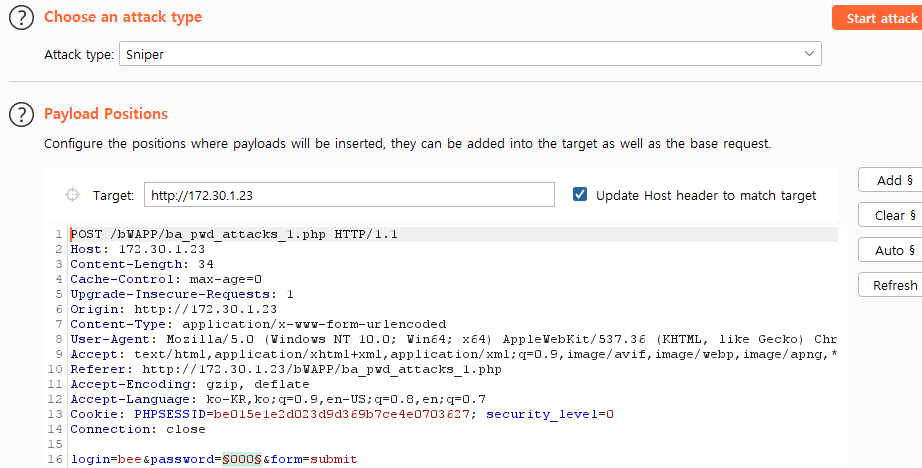 ? Choose an attack type
Start attack
Attack type: Sniper
? Payload Positions
Configure the positions where payloads will be inserted, they can be added into the target as well as the base request.
Add §
Target: http://172.30.1.23
Update Host header to match target
Clear §
Auto §
Refresh
1 POST /bWAPP/ba_pwd_attacks_1.php HTTP/1.1
2 Host: 172.30.1.23
3 Content-Length: 34
4 Cache-Control: max-age=0
5 Upgrade-Insecure-Requests: 1
6 Origin: http://172.30.1.23
7 Content-Type: application/x-www-form-urlencoded
8 User-Agent: Mozilla/5.0 (Windows NT 10.0; Win64; x64) AppleWebKit/537.36 (KHTML, like Gecko) Chr
9 Accept: text/html,application/xhtml+xml,application/xml;q=0.9,image/avif,image/webp,image/apng,*
10 Referer: http://172.30.1.23/bWAPP/ba_pwd_attacks_1.php
11 Accept-Encoding: gzip, deflate
12 Accept-Language: ko-KR,ko;q=0.9,en-US;q=0.8,en;q=0.7
13 Cookie: PHPSESSID=be015e1e2d023d9d369b7ce4e0703627; security_level=0
14 Connection: close
15
16 login=bee&password=§000§&form=submit